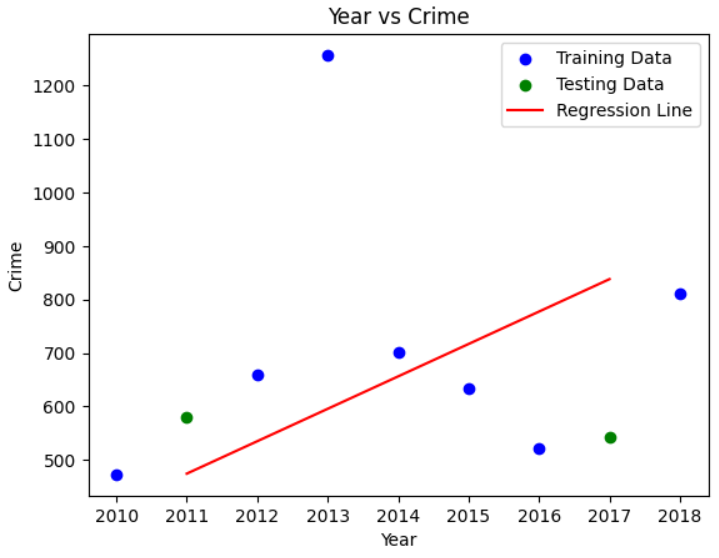 Year vs Crime
Training Data
Testing Data
Regression Line
Crime
1200
1100
1000
900
800
700
600
500
2010 2011 2012 2013 2014 2015 2016 2017 2018
Year